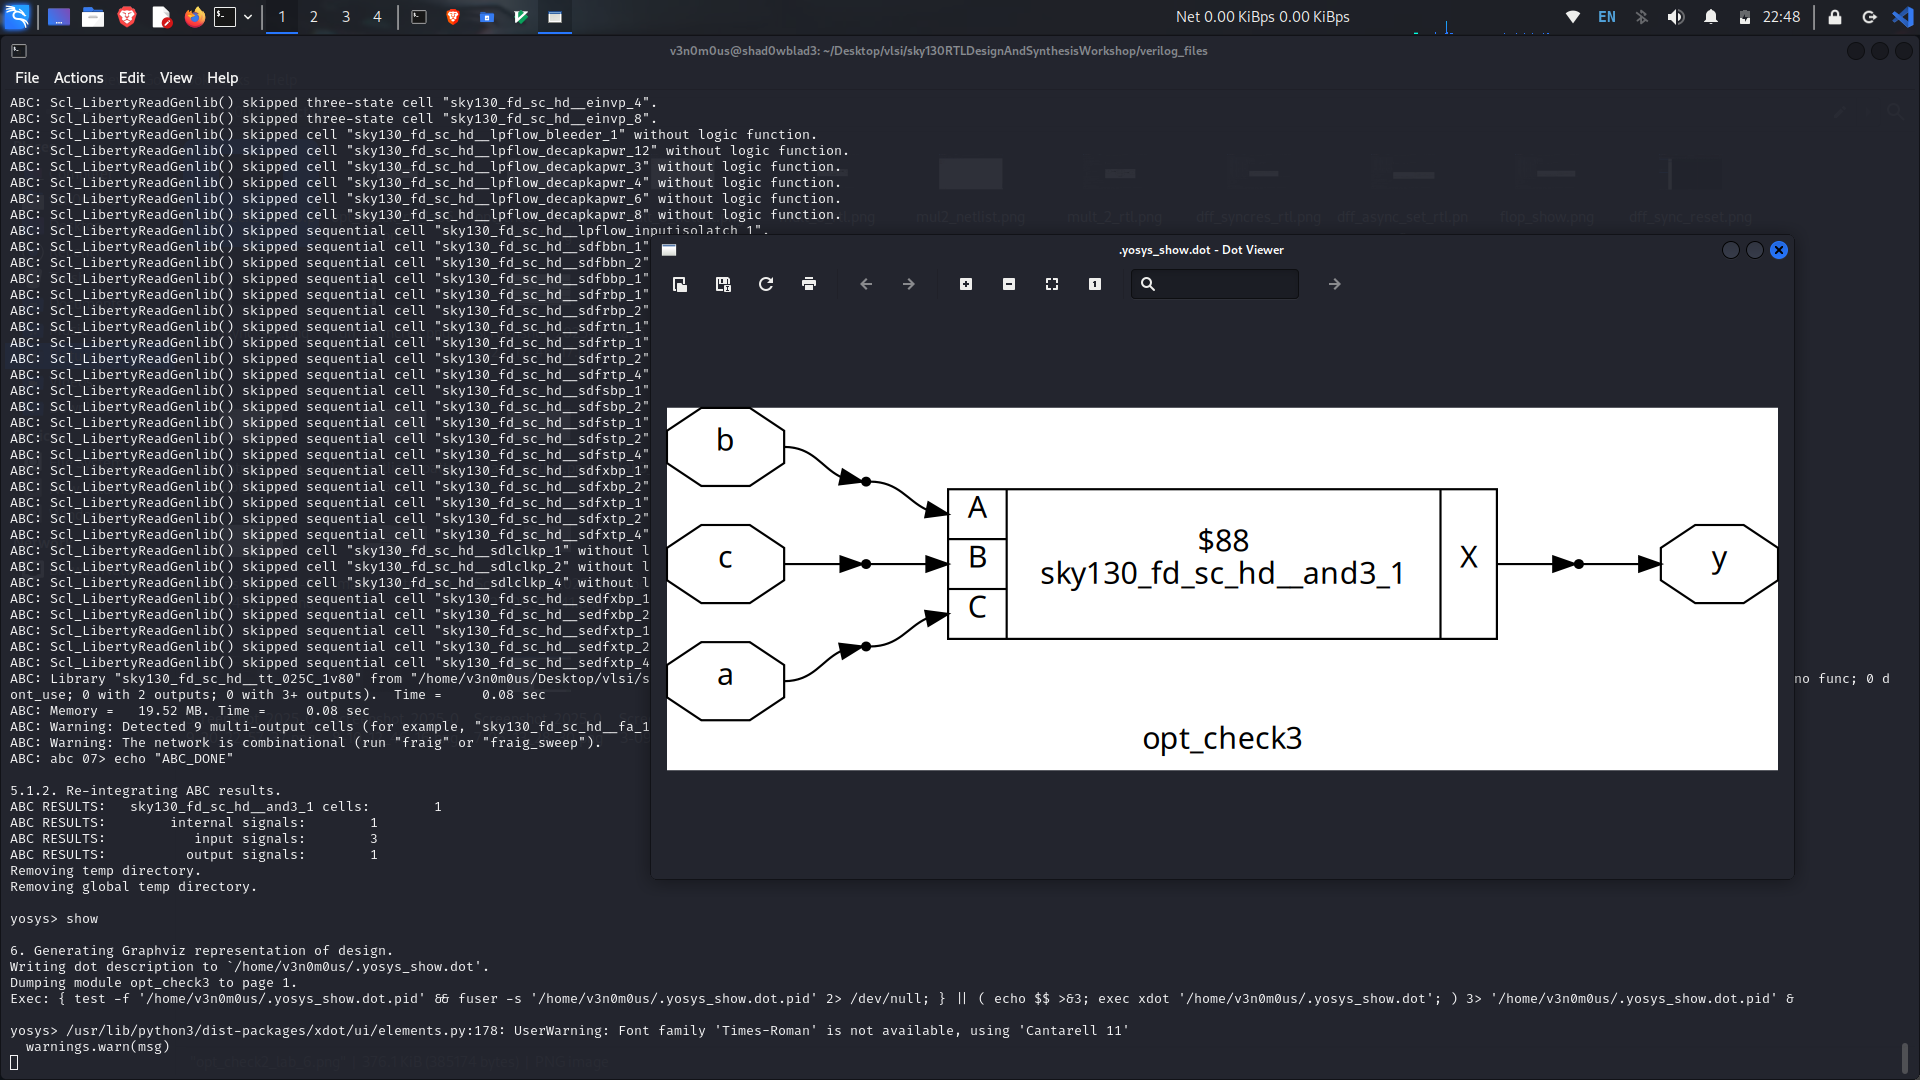 1 2 3 4
Net 0.00 KiBps 0.00 KiBps
EN
22:48
v3n0m0us@shad0wblad3: ~/Desktop/vlsi/sky130RTLDesignAndSynthesisWorkshop/verilog_files
File Actions Edit View Help
ABC: Scl_LibertyReadGenlib() skipped three-state cell "sky130_fd_sc_hd__einvp_4".
ABC: Scl_LibertyReadGenlib() skipped three-state cell "sky130_fd_sc_hd__einvp_8".
ABC: Scl_LibertyReadGenlib() skipped cell "sky130_fd_sc_hd__lpflow_bleeder_1" without logic function.
ABC: Scl_LibertyReadGenlib() skipped cell "sky130_fd_sc_hd__lpflow_decapkapwr_12" without logic function.
ABC: Scl_LibertyReadGenlib() skipped cell "sky130_fd_sc_hd__lpflow_decapkapwr_3" without logic function.
ABC: Scl_LibertyReadGenlib() skipped cell "sky130_fd_sc_hd__lpflow_decapkapwr_4" without logic function.
ABC: Scl_LibertyReadGenlib() skipped cell "sky130_fd_sc_hd__lpflow_decapkapwr_6" without logic function.
ABC: Scl_LibertyReadGenlib() skipped cell "sky130_fd_sc_hd__lpflow_decapkapwr_8" without logic function.
ABC: Scl_LibertyReadGenlib() skipped sequential cell "sky130_fd_sc_hd__lpflow_inputisolatch_1".
ABC: Scl_LibertyReadGenlib() skipped sequential cell "sky130_fd_sc_hd__sdfbbn_1"
ABC: Scl_LibertyReadGenlib() skipped sequential cell "sky130_fd_sc_hd__sdfbbn_2"
ABC: Scl_LibertyReadGenlib() skipped sequential cell "sky130_fd_sc_hd__sdfbbp_1"
ABC: Scl_LibertyReadGenlib() skipped sequential cell "sky130_fd_sc_hd__sdfrbp_1"
ABC: Scl_LibertyReadGenlib() skipped sequential cell "sky130_fd_sc_hd__sdfrbp_2"
ABC: Scl_LibertyReadGenlib() skipped sequential cell "sky130_fd_sc_hd__sdfrtn_1"
ABC: Scl_LibertyReadGenlib() skipped sequential cell "sky130_fd_sc_hd__sdfrtp_1"
ABC: Scl_LibertyReadGenlib() skipped sequential cell "sky130_fd_sc_hd__sdfrtp_2"
ABC: Scl_LibertyReadGenlib() skipped sequential cell "sky130_fd_sc_hd__sdfrtp_4"
ABC: Scl_LibertyReadGenlib() skipped sequential cell "sky130_fd_sc_hd__sdfsbp_1"
ABC: Scl_LibertyReadGenlib() skipped sequential cell "sky130_fd_sc_hd__sdfsbp_2"
ABC: Scl_LibertyReadGenlib() skipped sequential cell "sky130_fd_sc_hd__sdfstp_1"
ABC: Scl_LibertyReadGenlib() skipped sequential cell "sky130_fd_sc_hd__sdfstp_2"
ABC: Scl_LibertyReadGenlib() skipped sequential cell "sky130_fd_sc_hd__sdfstp_4"
ABC: Scl_LibertyReadGenlib() skipped sequential cell "sky130_fd_sc_hd__sdfxbp_1"
ABC: Scl_LibertyReadGenlib() skipped sequential cell "sky130_fd_sc_hd__sdfxbp_2"
ABC: Scl_LibertyReadGenlib() skipped sequential cell "sky130_fd_sc_hd__sdfxtp_1"
ABC: Scl_LibertyReadGenlib() skipped sequential cell "sky130_fd_sc_hd__sdfxtp_2"
ABC: Scl_LibertyReadGenlib() skipped sequential cell "sky130_fd_sc_hd__sdfxtp_4"
ABC: Scl_LibertyReadGenlib() skipped cell "sky130_fd_sc_hd__sdlclkp_1" without l
ABC: Scl_LibertyReadGenlib() skipped cell "sky130_fd_sc_hd__sdlclkp_2" without l
ABC: Scl_LibertyReadGenlib() skipped cell "sky130_fd_sc_hd__sdlclkp_4" without l
ABC: Scl_LibertyReadGenlib() skipped sequential cell "sky130_fd_sc_hd__sedfxbp_1
ABC: Scl_LibertyReadGenlib() skipped sequential cell "sky130_fd_sc_hd__sedfxbp_2
ABC: Scl_LibertyReadGenlib() skipped sequential cell "sky130_fd_sc_hd__sedfxtp_1
ABC: Scl_LibertyReadGenlib() skipped sequential cell "sky130_fd_sc_hd__sedfxtp_2
ABC: Scl_LibertyReadGenlib() skipped sequential cell "sky130_fd_sc_hd__sedfxtp_4
ABC: Library "sky130_fd_sc_hd__tt_025C_1v80" from "/home/v3n0m0us/Desktop/vlsi/s no func; 0 d
ont_use; 0 with 2 outputs; 0 with 3+ outputs). Time = 0.08 sec
ABC: Memory = 19.52 MB. Time = 0.08 sec
ABC: Warning: Detected 9 multi-output cells (for example, "sky130_fd_sc_hd__fa_1
ABC: Warning: The network is combinational (run "fraig" or "fraig_sweep").
ABC: abc 07> echo "ABC_DONE"
5.1.2. Re-integrating ABC results.
ABC RESULTS: sky130_fd_sc_hd__and3_1 cells: 1
ABC RESULTS: internal signals: 1
ABC RESULTS: input signals: 3
ABC RESULTS: output signals: 1
Removing temp directory.
Removing global temp directory.
yosys> show
6. Generating Graphviz representation of design.
Writing dot description to `/home/v3n0m0us/.yosys_show.dot'.
Dumping module opt_check3 to page 1.
Exec: { test -f '/home/v3n0m0us/.yosys_show.dot.pid' && fuser -s '/home/v3n0m0us/.yosys_show.dot.pid' 2> /dev/null; } || ( echo $$ >&3; exec xdot '/home/v3n0m0us/.yosys_show.dot'; ) 3> '/home/v3n0m0us/.yosys_show.dot.pid' &
yosys> /usr/lib/python3/dist-packages/xdot/ui/elements.py:178: UserWarning: Font family 'Times-Roman' is not available, using 'Cantarell 11'
warnings.warn(msg)
.yosys_show.dot - Dot Viewer
b
c
a
A
B
C
$88
sky130_fd_sc_hd__and3_1
X
y
opt_check3